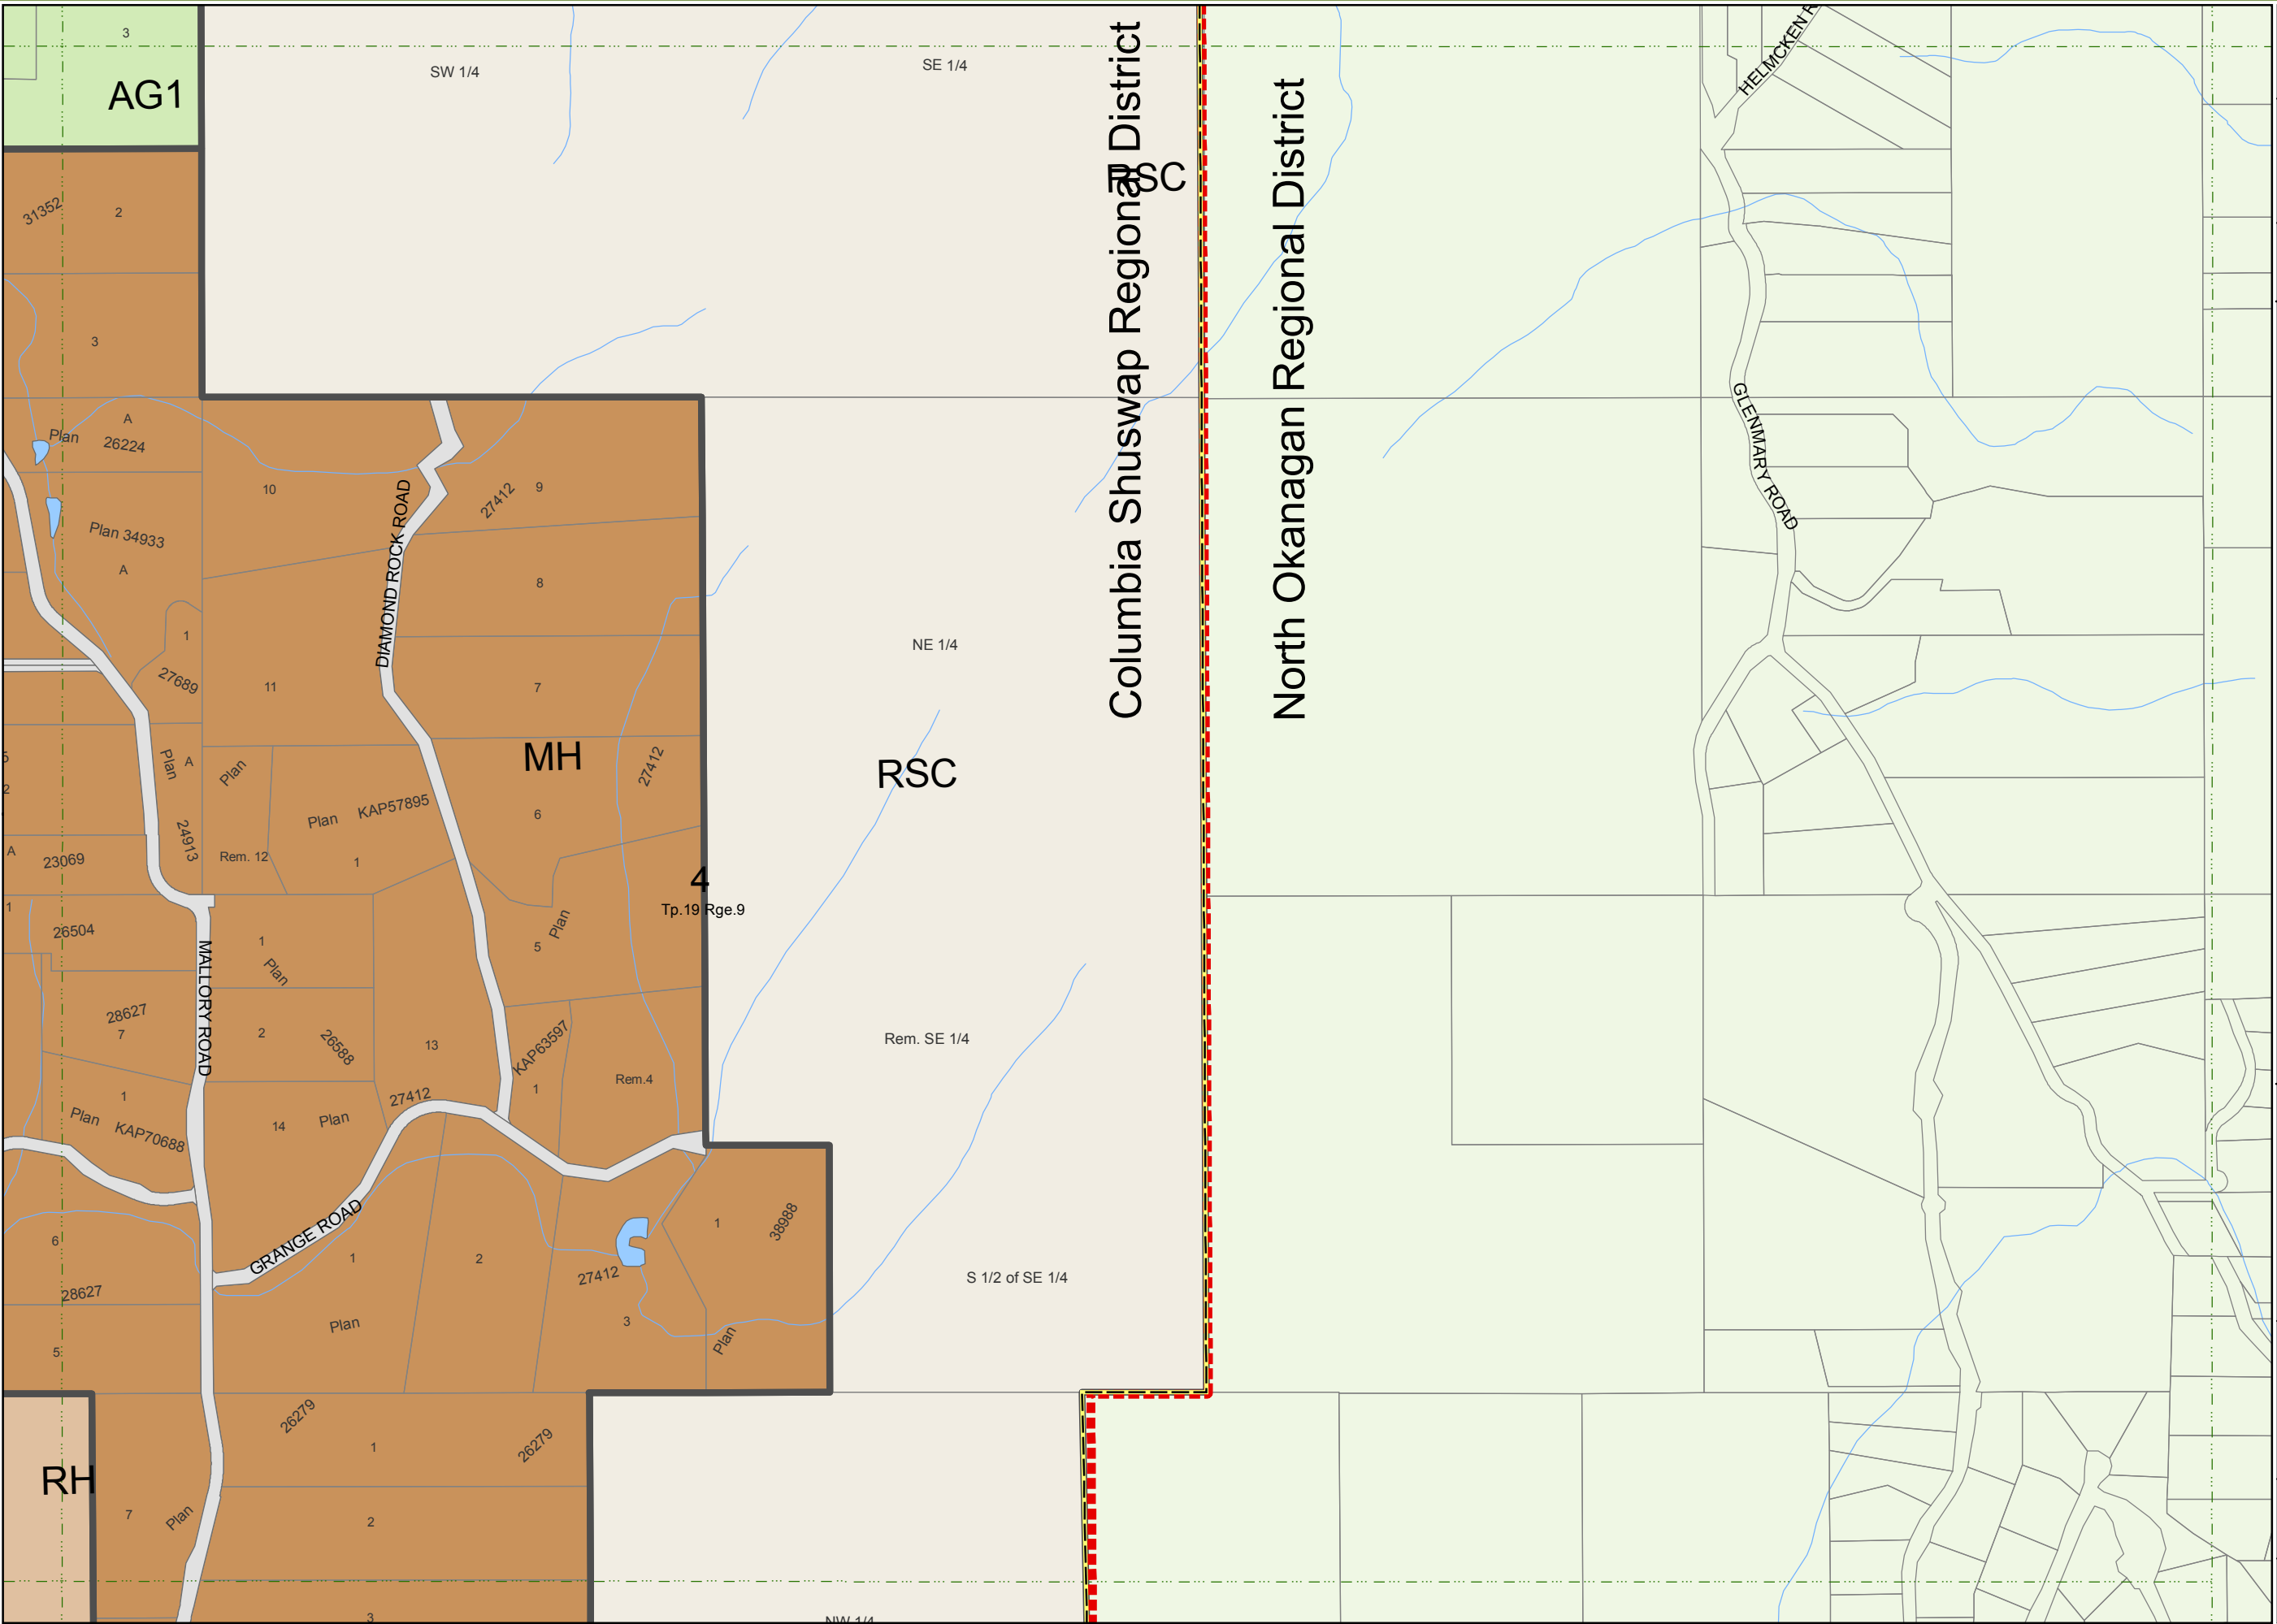 3
AG1
SW 1/4
SE 1/4
HELMCKEN R
Columbia Shuswap Regional District
North Okanagan Regional District
RSC
31352
2
3
A
Plan
26224
10
27412
9
GLENMARY ROAD
Plan 34933
A
DIAMOND ROCK ROAD
8
1
27689
11
7
NE 1/4
MH
RSC
Plan
A
24913
Plan
Plan
KAP57895
27412
6
5
2
A
23069
Rem. 12
1
4
Tp.19 Rge.9
1
26504
1
Plan
5
Plan
MALLORY ROAD
28627
7
2
26588
13
KAP63597
1
Rem.4
Rem. SE 1/4
27412
1
Plan
KAP70688
14
Plan
GRANGE ROAD
6
1
2
27412
1
38988
S 1/2 of SE 1/4
28627
Plan
3
Plan
5
26279
1
26279
RH
7
Plan
2
3
NW 1/4